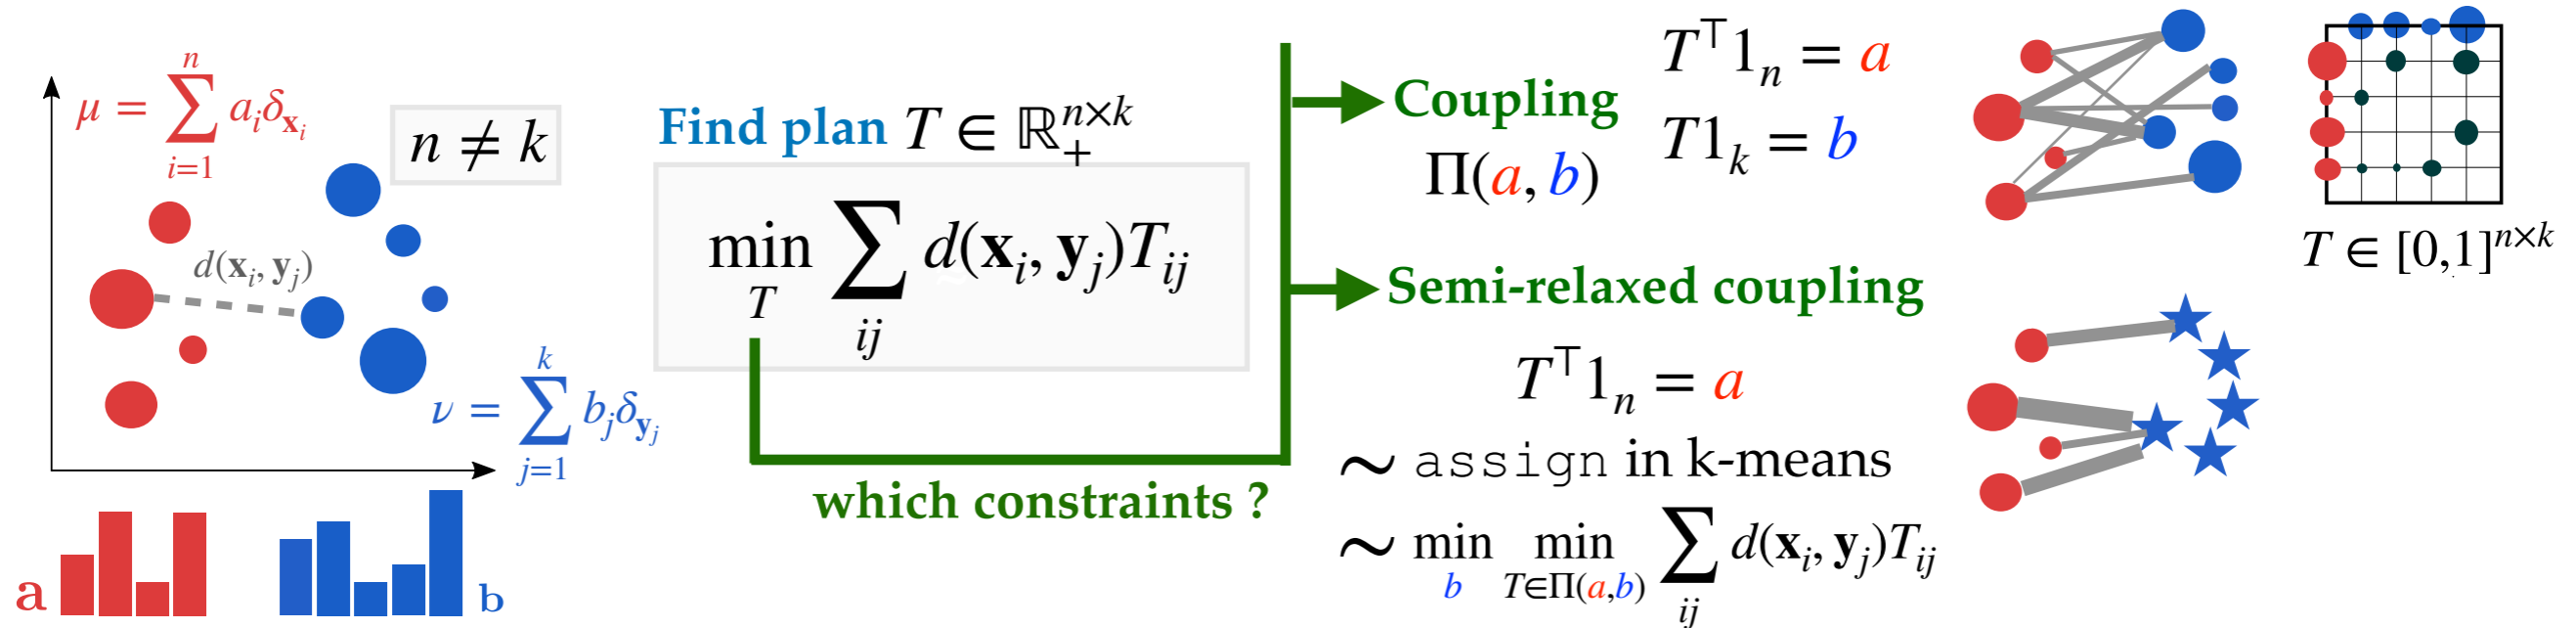 μ = ∑_{i=1}^{n} a_i δ_{x_i}
n ≠ k
d(x_i, y_j)
ν = ∑_{j=1}^{k} b_j δ_{y_j}
a
b
Find plan T ∈ ℝ_+^{n×k}
min_T ∑_{ij} d(x_i, y_j)T_{ij}
which constraints ?
Coupling
Π(a, b)
T^⊤1_n = a
T1_k = b
T ∈ [0,1]^{n×k}
Semi-relaxed coupling
T^⊤1_n = a
∼ assign in k-means
∼ min_b min_{T∈Π(a,b)} ∑_{ij} d(x_i, y_j)T_{ij}